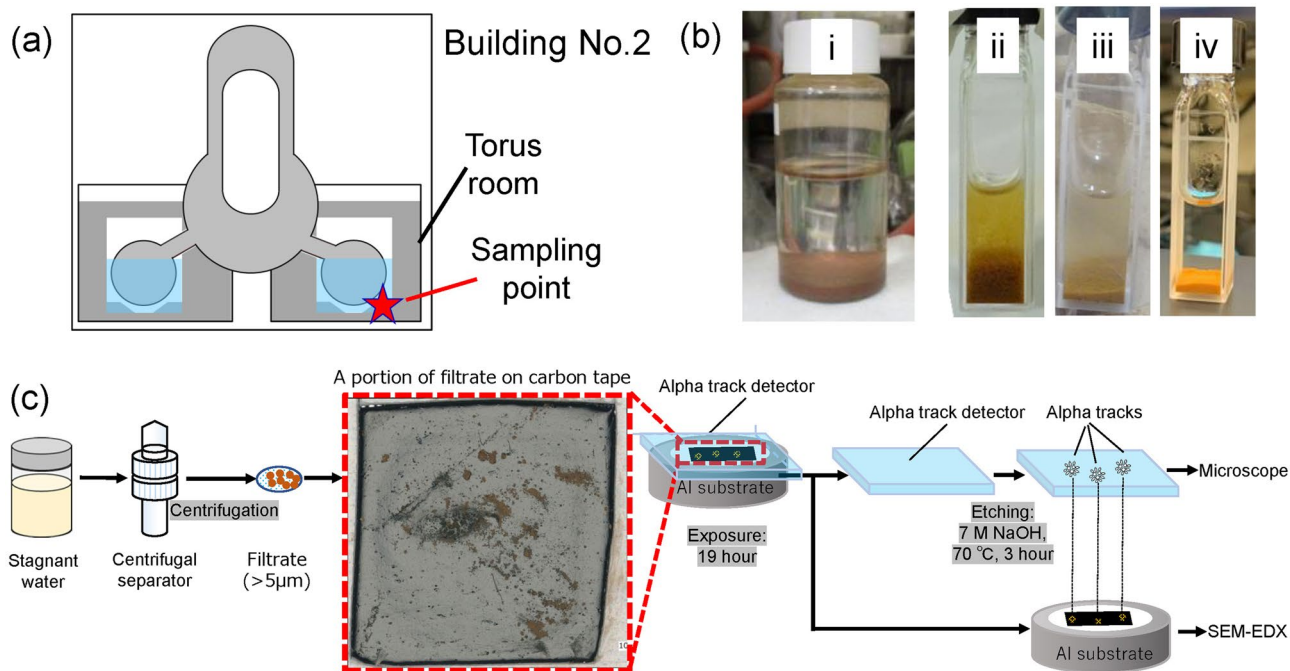 (a)
Building No.2
Torus
room
Sampling
point
(b)
i
ii
iii
iv
(c)
A portion of filtrate on carbon tape
Stagnant
water
Centrifugation
Centrifugal
separator
Filtrate
(>5μm)
10
Alpha track detector
Al substrate
Exposure:
19 hour
Alpha track detector
Etching:
7 M NaOH,
70 °C, 3 hour
Alpha tracks
Microscope
Al substrate
SEM-EDX